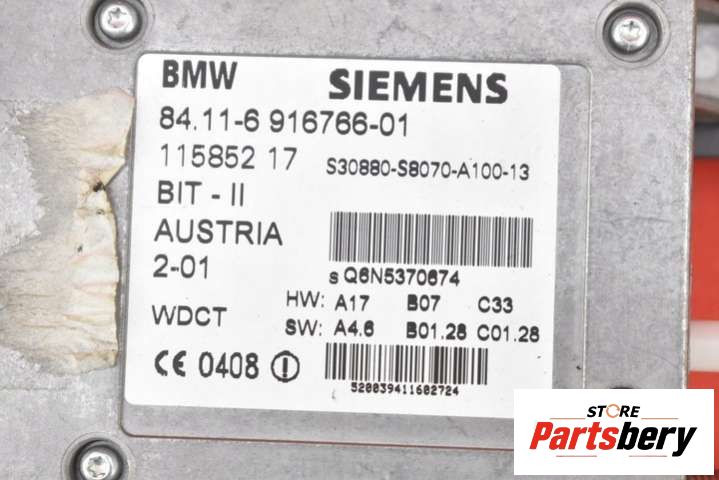 BMW SIEMENS
84.11-6 916766-01
115852 17 S30880-S8070-A100-13
BIT - II
AUSTRIA
2-01 s Q6N5370674
WDCT HW: A17 B07 C33
SW: A4.6 B01.28 C01.28
CE 0408 !
520039411602724
STORE
Partsbery